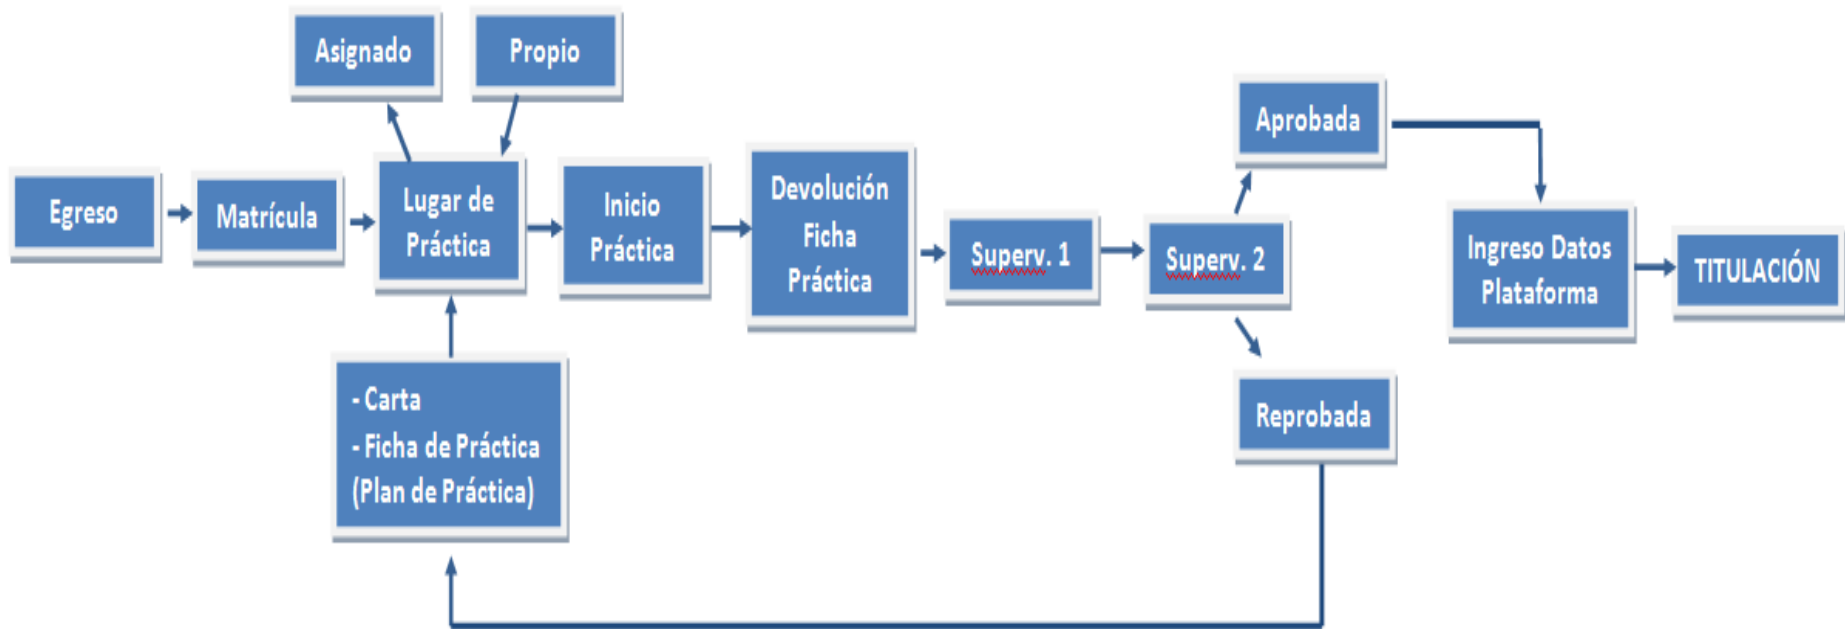 Asignado
Propio
Egreso
Matrícula
Lugar de
Práctica
Inicio
Práctica
Devolución
Ficha
Práctica
Superv. 1
Superv. 2
Aprobada
Reprobada
Ingreso Datos
Plataforma
TITULACIÓN
- Carta
- Ficha de Práctica
(Plan de Práctica)